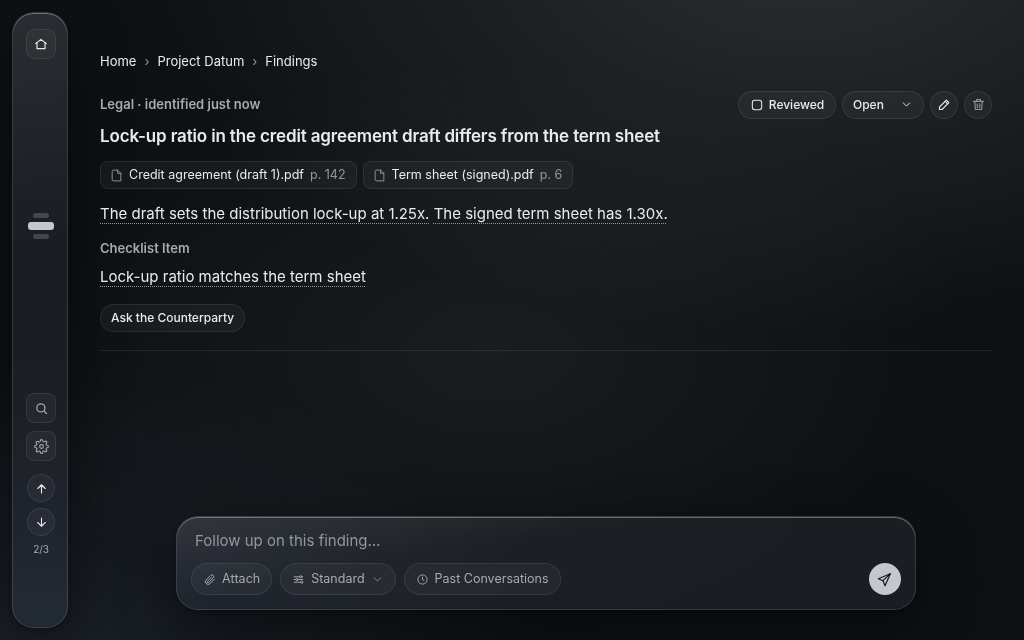 Home › Project Datum › Findings
Legal · identified just now
Reviewed
Open
Lock-up ratio in the credit agreement draft differs from the term sheet
Credit agreement (draft 1).pdf p. 142
Term sheet (signed).pdf p. 6
The draft sets the distribution lock-up at 1.25x. The signed term sheet has 1.30x.
Checklist Item
Lock-up ratio matches the term sheet
Ask the Counterparty
2/3
Follow up on this finding...
Attach
Standard
Past Conversations